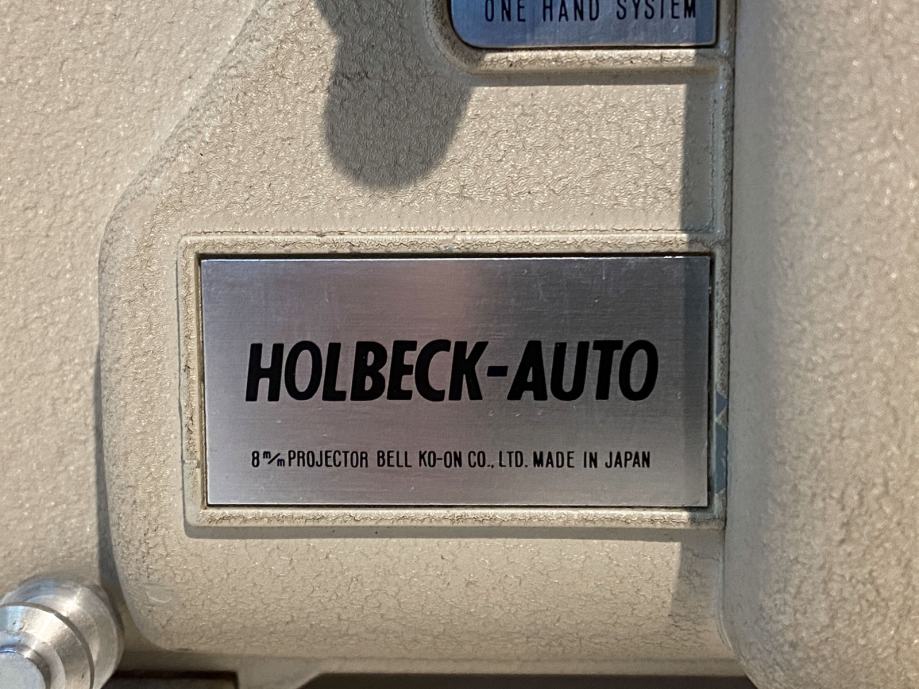 ONE HAND SYSTEM
HOLBECK-AUTO
8m/m PROJECTOR BELL KO-ON CO., LTD. MADE IN JAPAN